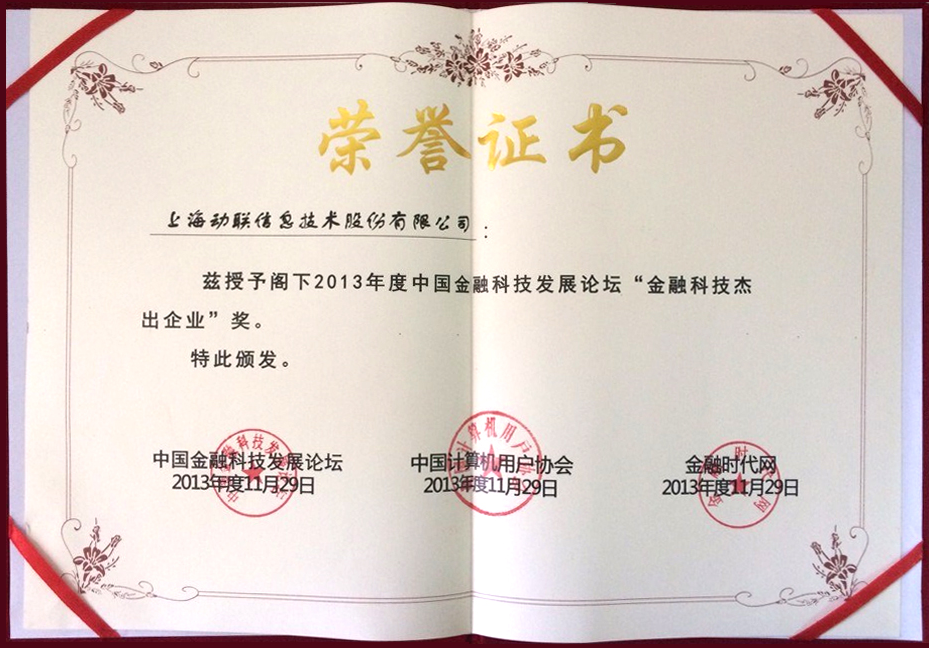 荣誉证书
上海动联信息技术股份有限公司：
兹授予阁下2013年度中国金融科技发展论坛“金融科技杰
出企业”奖。
特此颁发。
中国金融科技发展论坛
2013年度11月29日
中国计算机用户协会
2013年度11月29日
金融时代网
2013年度11月29日